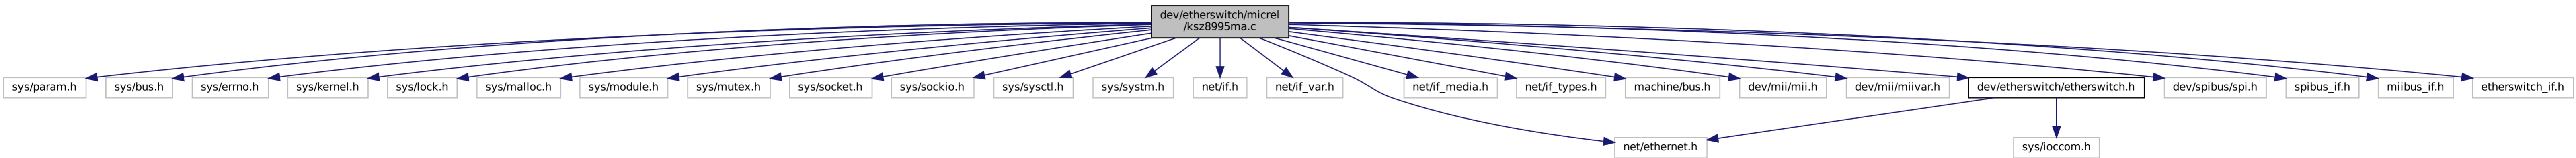 dev/etherswitch/micrel
/ksz8995ma.c
sys/param.h
sys/bus.h
sys/errno.h
sys/kernel.h
sys/lock.h
sys/malloc.h
sys/module.h
sys/mutex.h
sys/socket.h
sys/sockio.h
sys/sysctl.h
sys/systm.h
net/if.h
net/if_var.h
net/if_media.h
net/if_types.h
machine/bus.h
dev/mii/mii.h
dev/mii/miivar.h
dev/etherswitch/etherswitch.h
dev/spibus/spi.h
spibus_if.h
miibus_if.h
etherswitch_if.h
net/ethernet.h
sys/ioccom.h